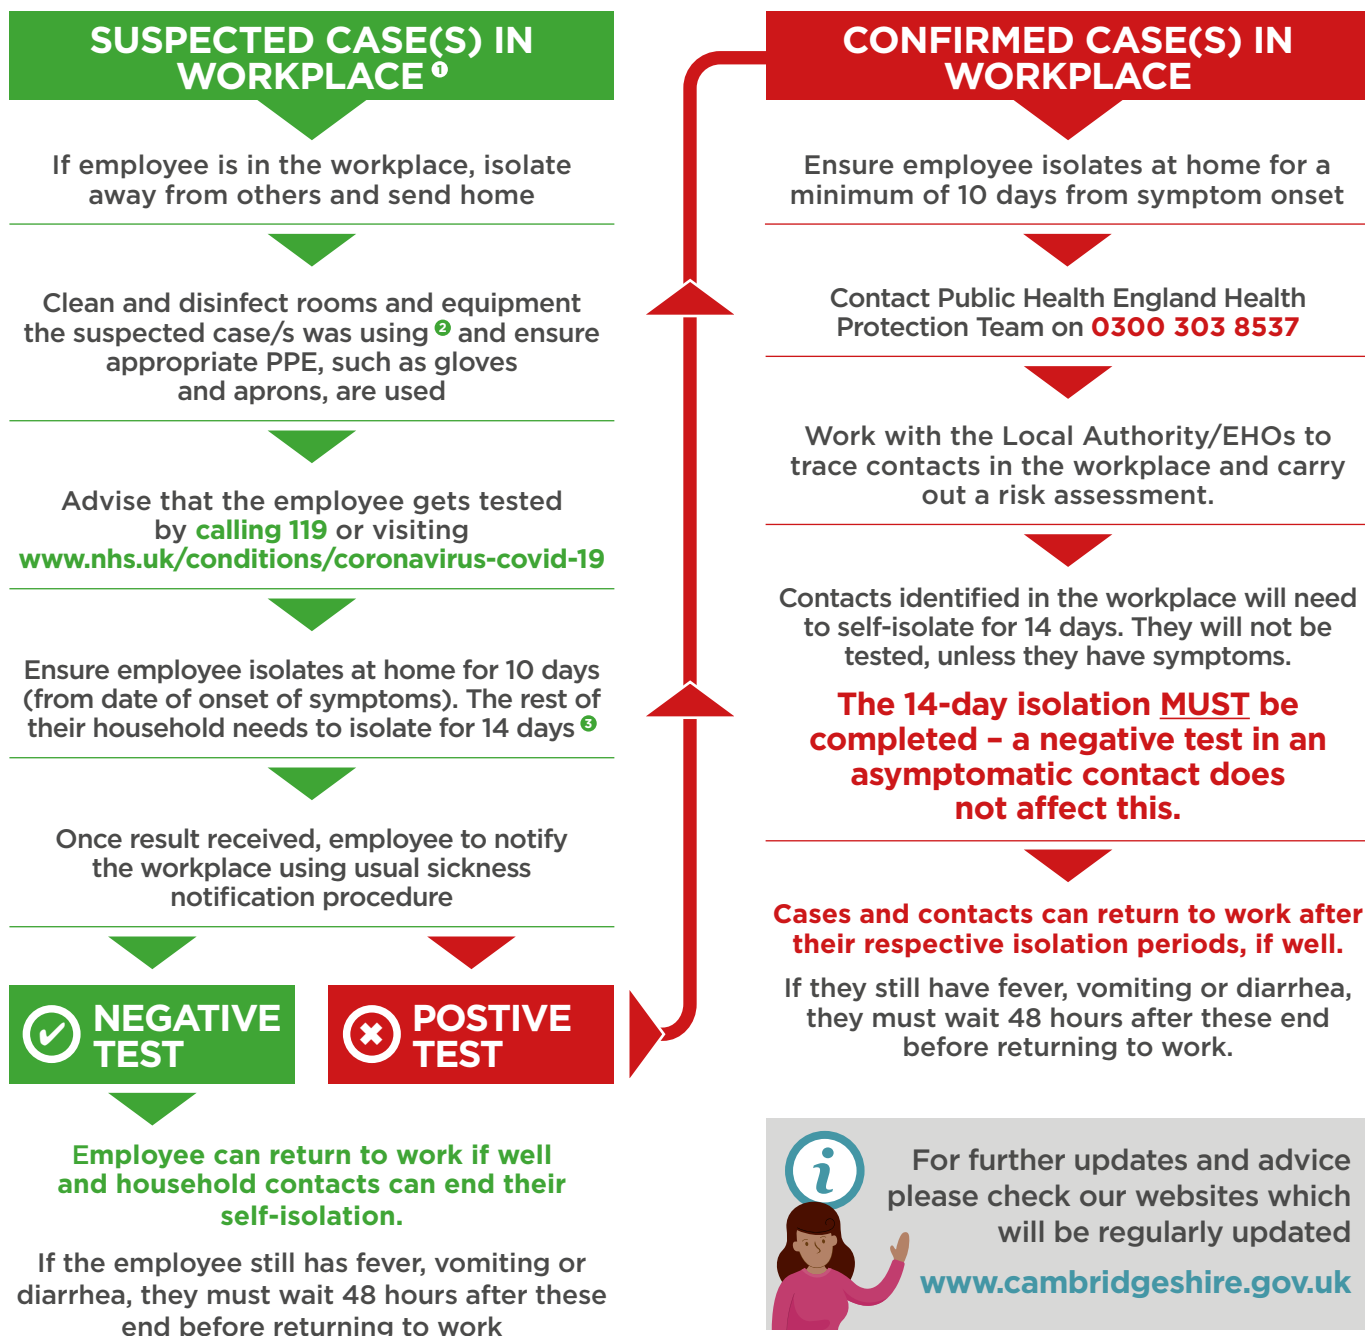 SUSPECTED CASE(S) IN
WORKPLACE 1
If employee is in the workplace, isolate
away from others and send home
Clean and disinfect rooms and equipment
the suspected case/s was using 2 and ensure
appropriate PPE, such as gloves
and aprons, are used
Advise that the employee gets tested
by calling 119 or visiting
www.nhs.uk/conditions/coronavirus-covid-19
Ensure employee isolates at home for 10 days
(from date of onset of symptoms). The rest of
their household needs to isolate for 14 days 3
Once result received, employee to notify
the workplace using usual sickness
notification procedure
NEGATIVE
TEST
POSTIVE
TEST
Employee can return to work if well
and household contacts can end their
self-isolation.
If the employee still has fever, vomiting or
diarrhea, they must wait 48 hours after these
end before returning to work
CONFIRMED CASE(S) IN
WORKPLACE
Ensure employee isolates at home for a
minimum of 10 days from symptom onset
Contact Public Health England Health
Protection Team on 0300 303 8537
Work with the Local Authority/EHOs to
trace contacts in the workplace and carry
out a risk assessment.
Contacts identified in the workplace will need
to self-isolate for 14 days. They will not be
tested, unless they have symptoms.
The 14-day isolation MUST be
completed – a negative test in an
asymptomatic contact does
not affect this.
Cases and contacts can return to work after
their respective isolation periods, if well.
If they still have fever, vomiting or diarrhea,
they must wait 48 hours after these end
before returning to work.
i
For further updates and advice
please check our websites which
will be regularly updated
www.cambridgeshire.gov.uk